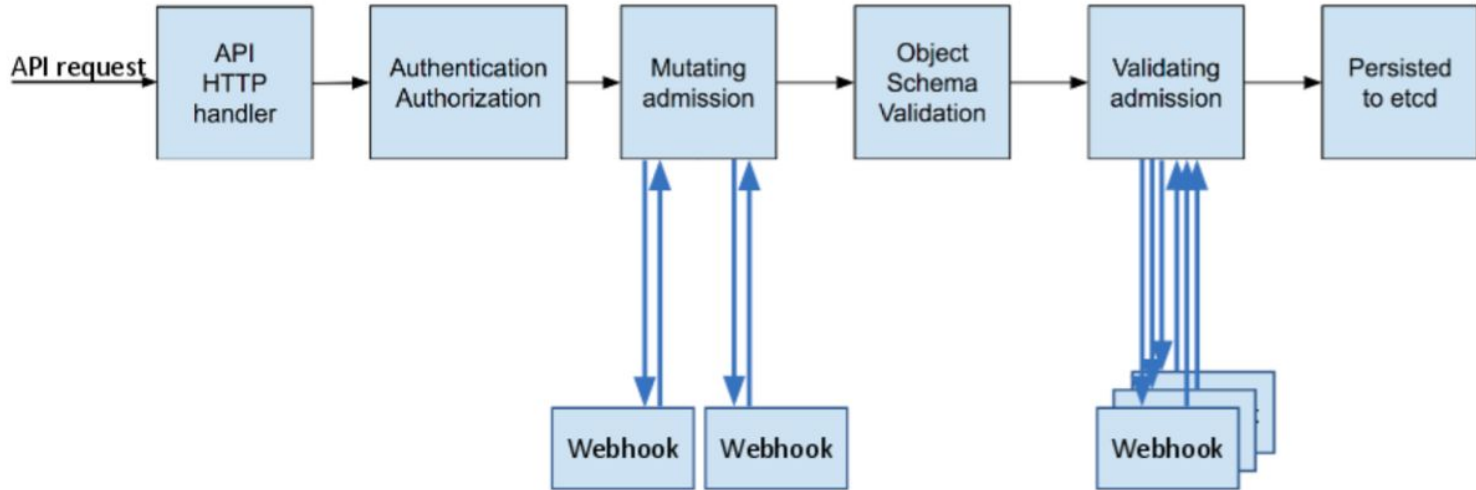 API request
API
HTTP
handler
Authentication
Authorization
Mutating
admission
Object
Schema
Validation
Validating
admission
Persisted
to etcd
Webhook
Webhook
Webhook